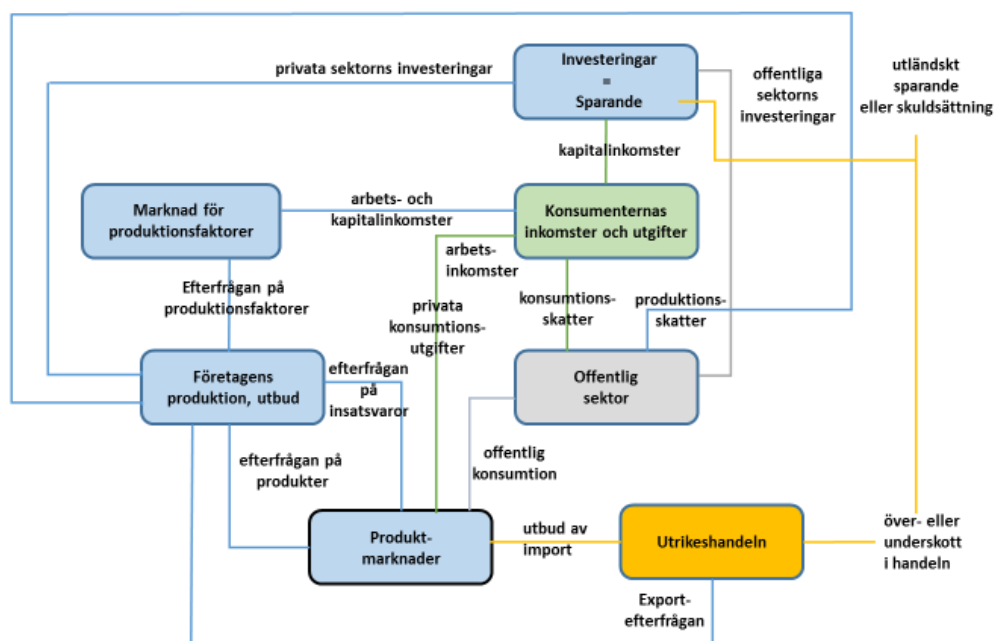 privata sektorns investeringar
Investeringar
=
Sparande
offentliga
sektorns
investeringar
utländskt
sparande
eller skuldsättning
kapitalinkomster
Marknad för
produktionsfaktorer
arbets- och
kapitalinkomster
Konsumenternas
inkomster och utgifter
arbets-
inkomster
Efterfrågan på
produktionsfaktorer
privata
konsumtions-
utgifter
konsumtions-
skatter
produktions-
skatter
Företagens
produktion, utbud
efterfrågan
på
insatsvaror
Offentlig
sektor
efterfrågan på
produkter
offentlig
konsumtion
Produkt-
marknader
utbud av
import
Utrikeshandeln
över- eller
underskott
i handeln
Export-
efterfrågan